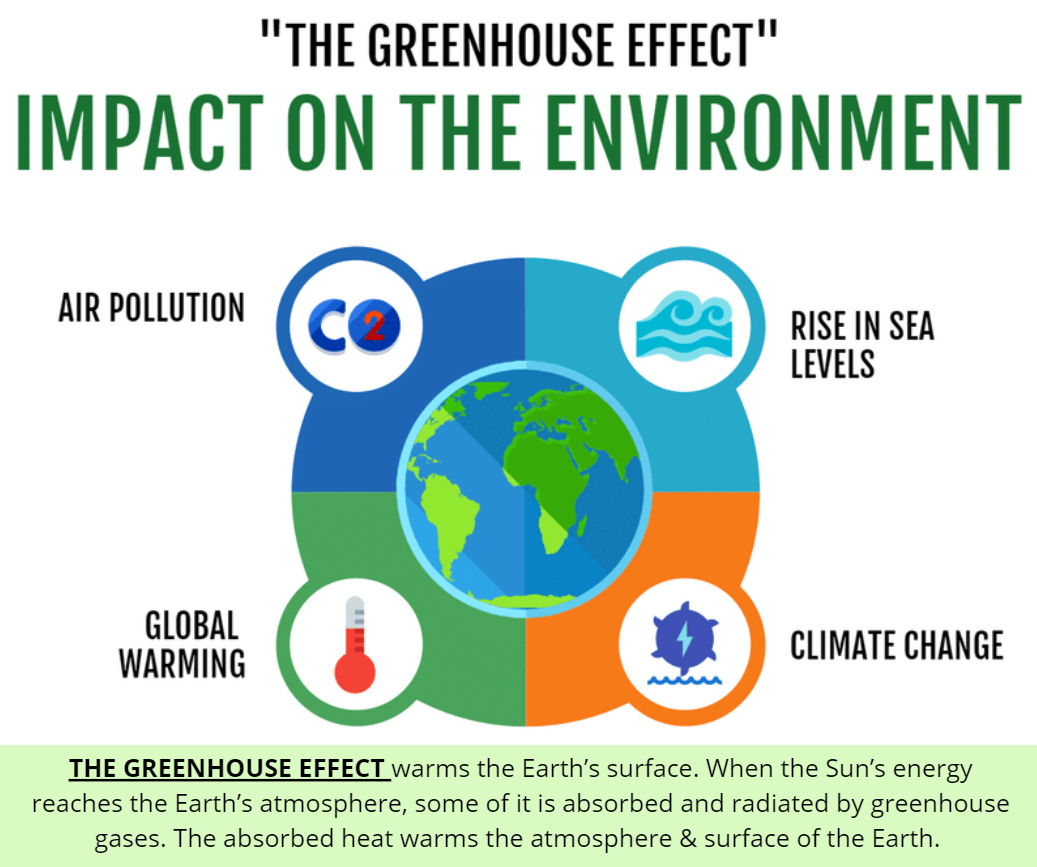 "THE GREENHOUSE EFFECT"
IMPACT ON THE ENVIRONMENT
AIR POLLUTION
CO2
RISE IN SEA
LEVELS
GLOBAL
WARMING
CLIMATE CHANGE
THE GREENHOUSE EFFECT warms the Earth’s surface. When the Sun’s energy
reaches the Earth’s atmosphere, some of it is absorbed and radiated by greenhouse
gases. The absorbed heat warms the atmosphere & surface of the Earth.